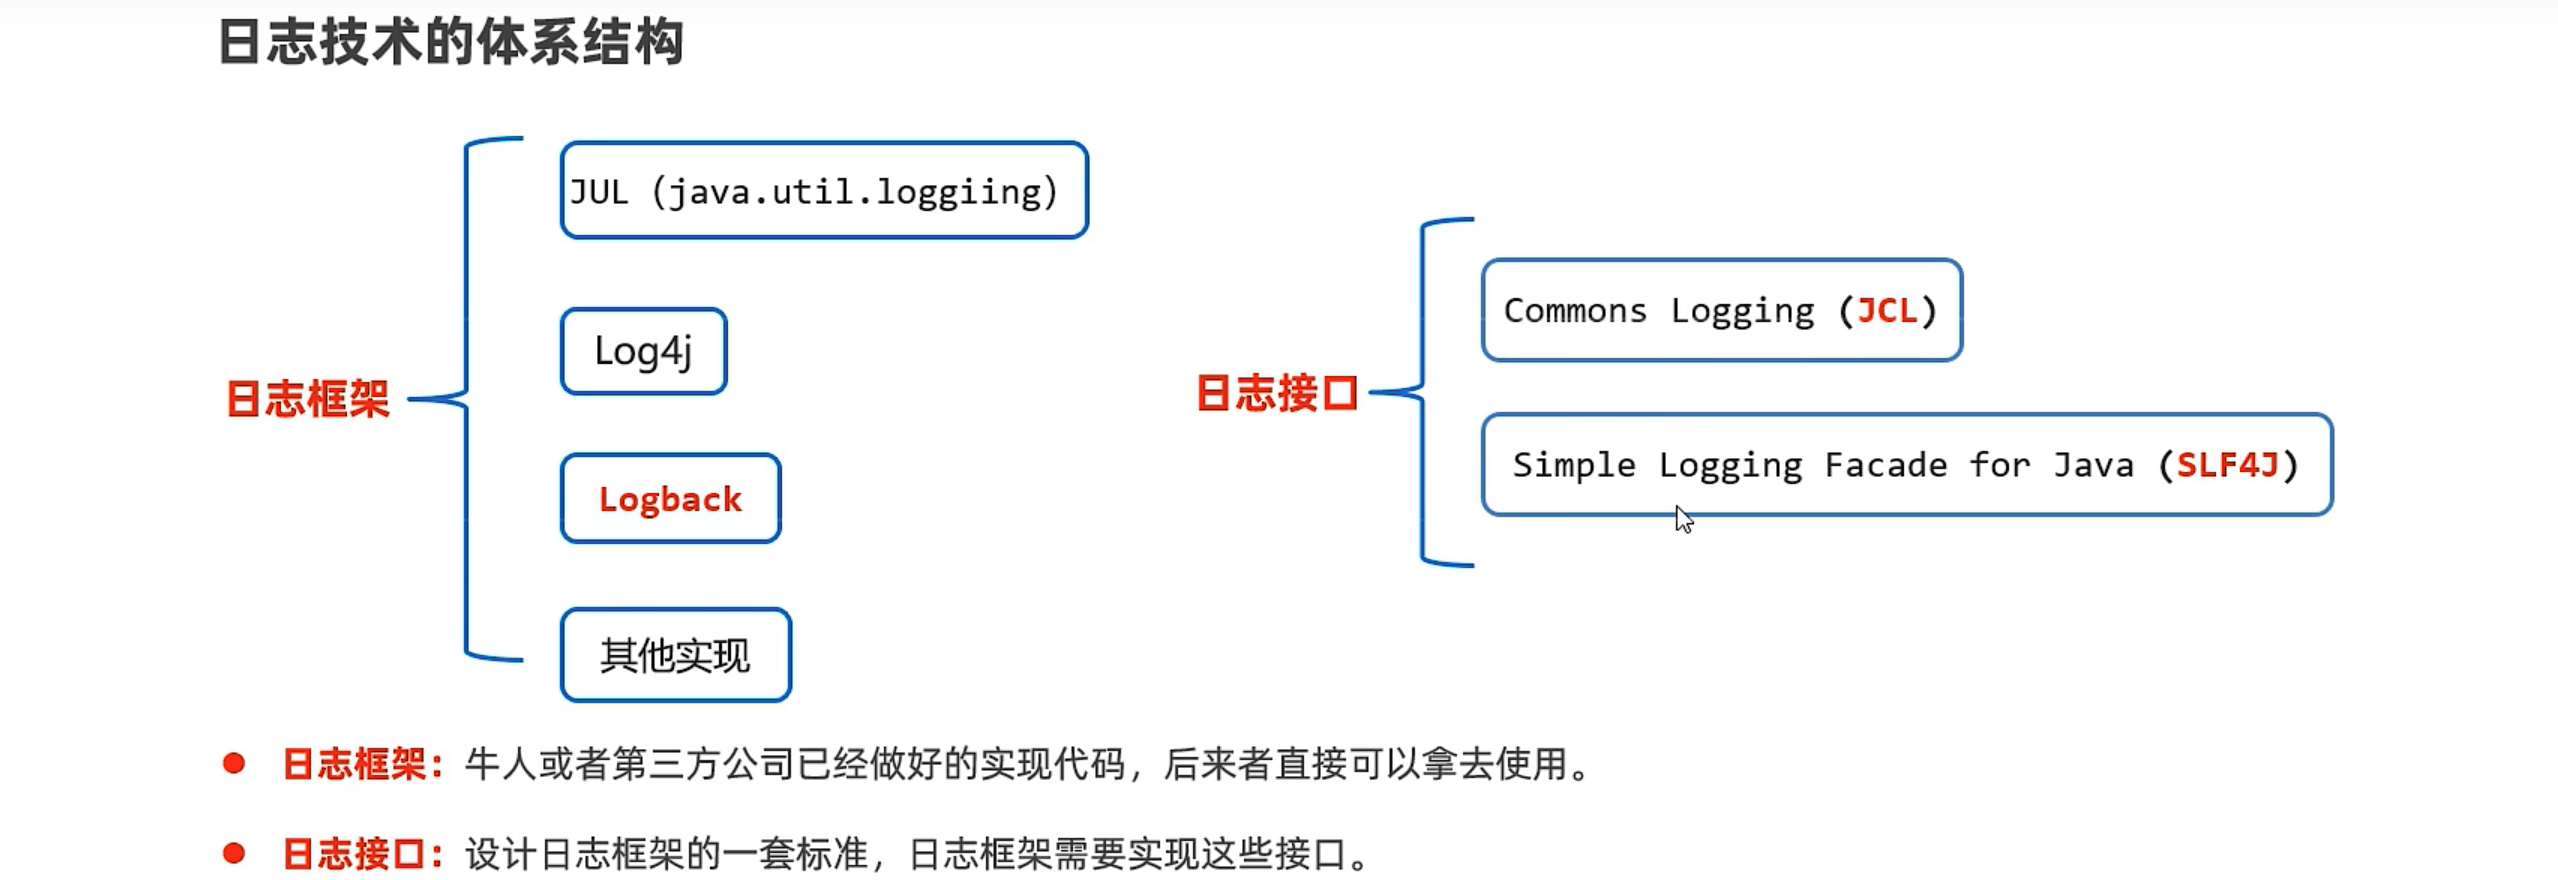 日志技术的体系结构
日志框架
JUL (java.util.loggiing)
Log4j
Logback
其他实现
日志接口
Commons Logging (JCL)
Simple Logging Facade for Java (SLF4J)
● 日志框架：牛人或者第三方公司已经做好的实现代码，后来者直接可以拿去使用。
● 日志接口：设计日志框架的一套标准，日志框架需要实现这些接口。